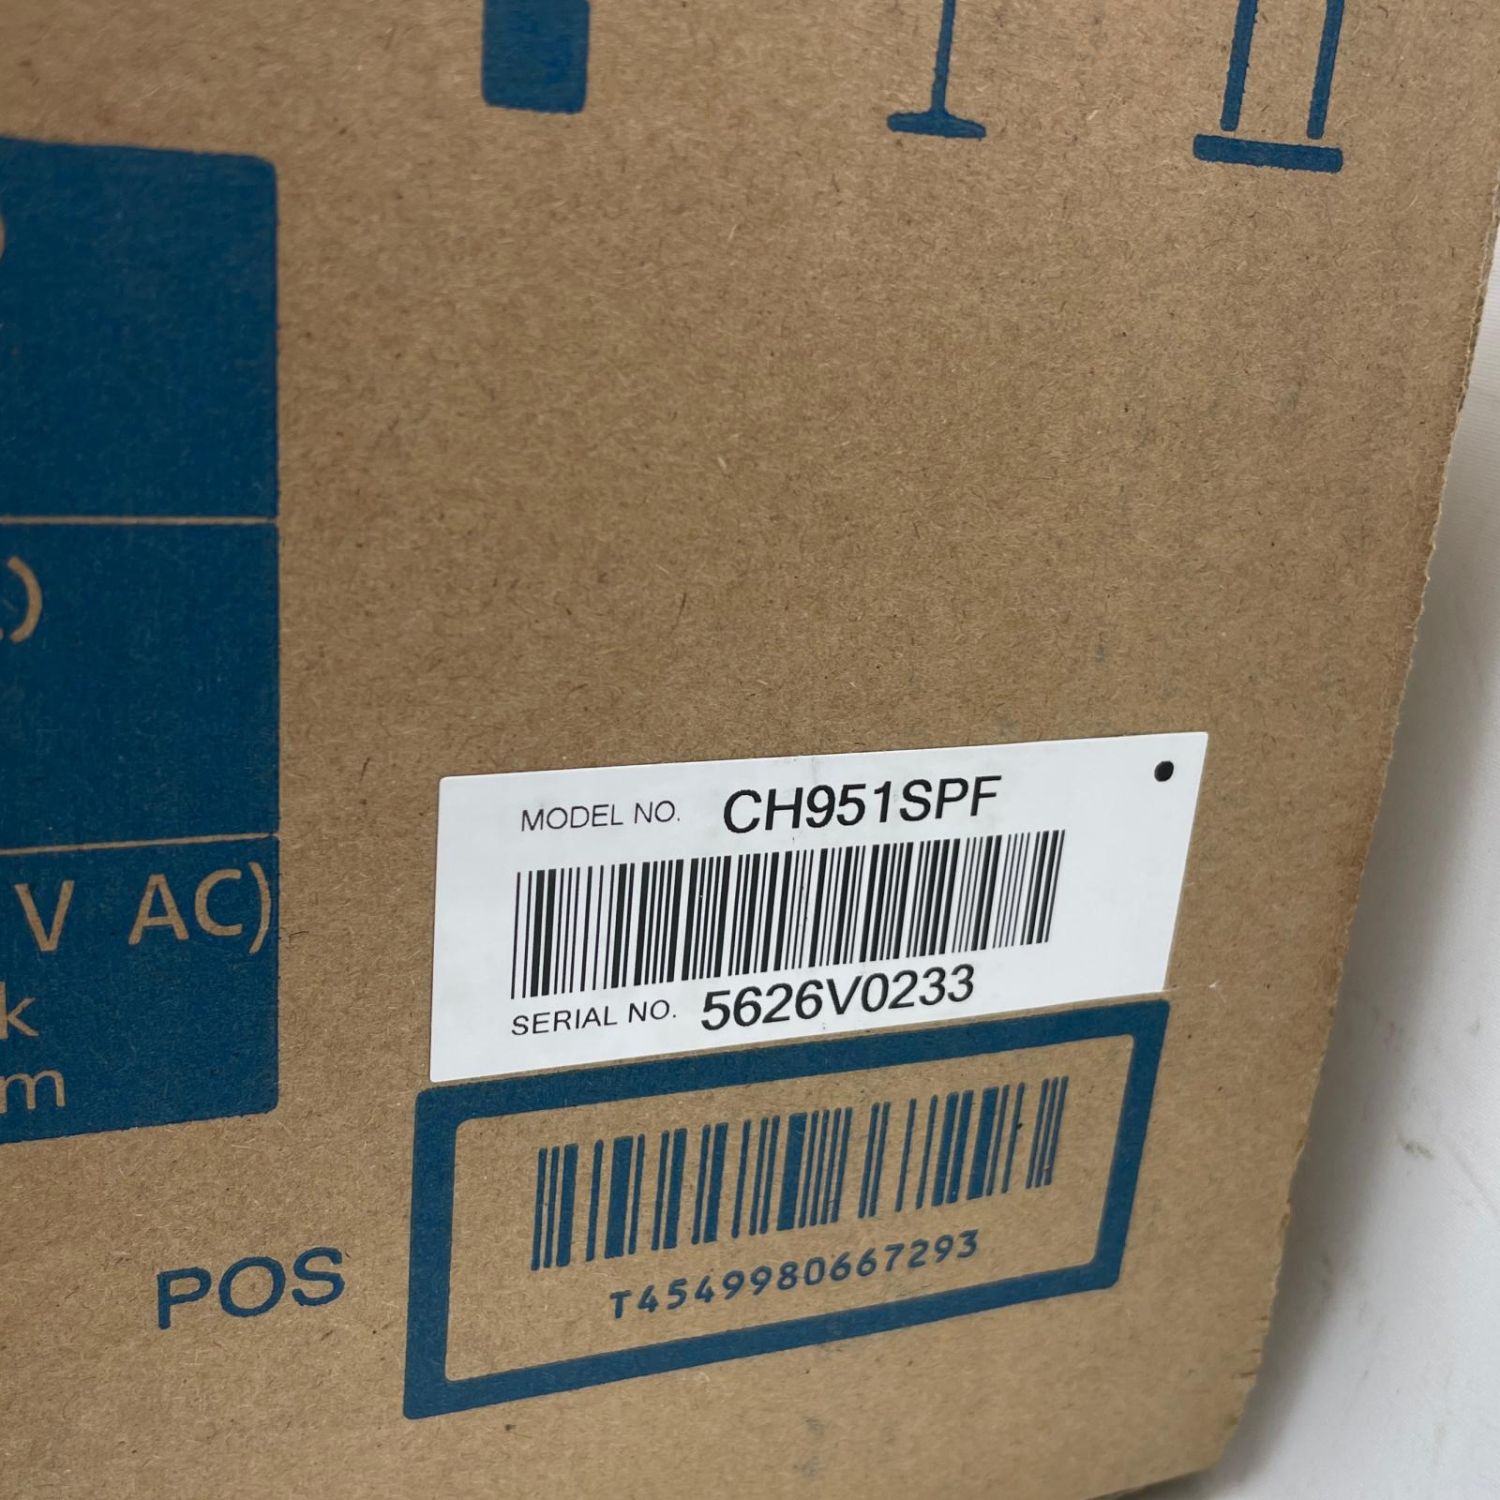 V AC)
k
m
MODEL NO. CH951SPF
SERIAL NO. 5626V0233
POS
T4549980667293